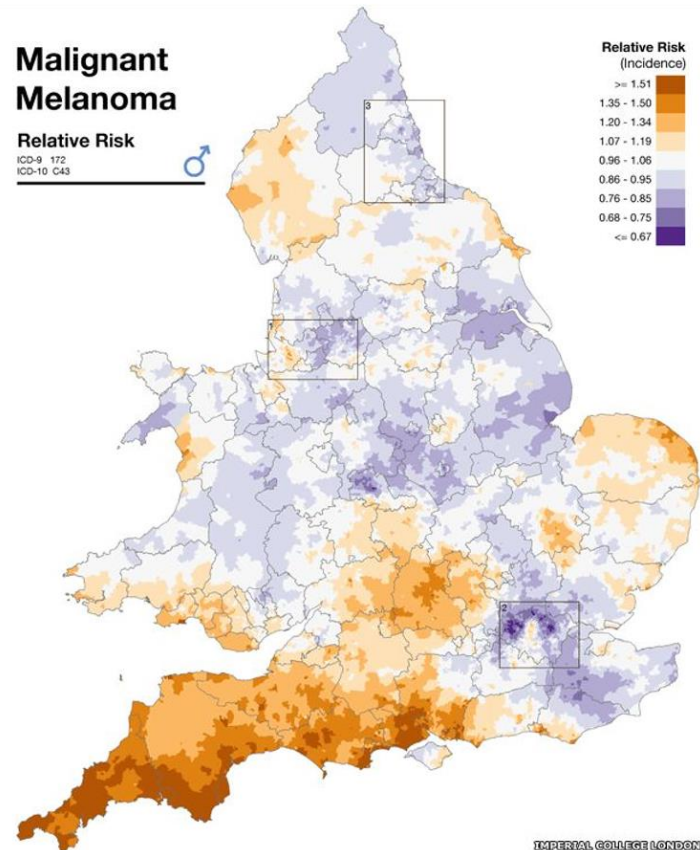 Malignant
Melanoma
Relative Risk
ICD-9 172
ICD-10 C43
Relative Risk
(Incidence)
>= 1.51
1.35 - 1.50
1.20 - 1.34
1.07 - 1.19
0.96 - 1.06
0.86 - 0.95
0.76 - 0.85
0.68 - 0.75
<= 0.67
3
2
IMPERIAL COLLEGE LONDON